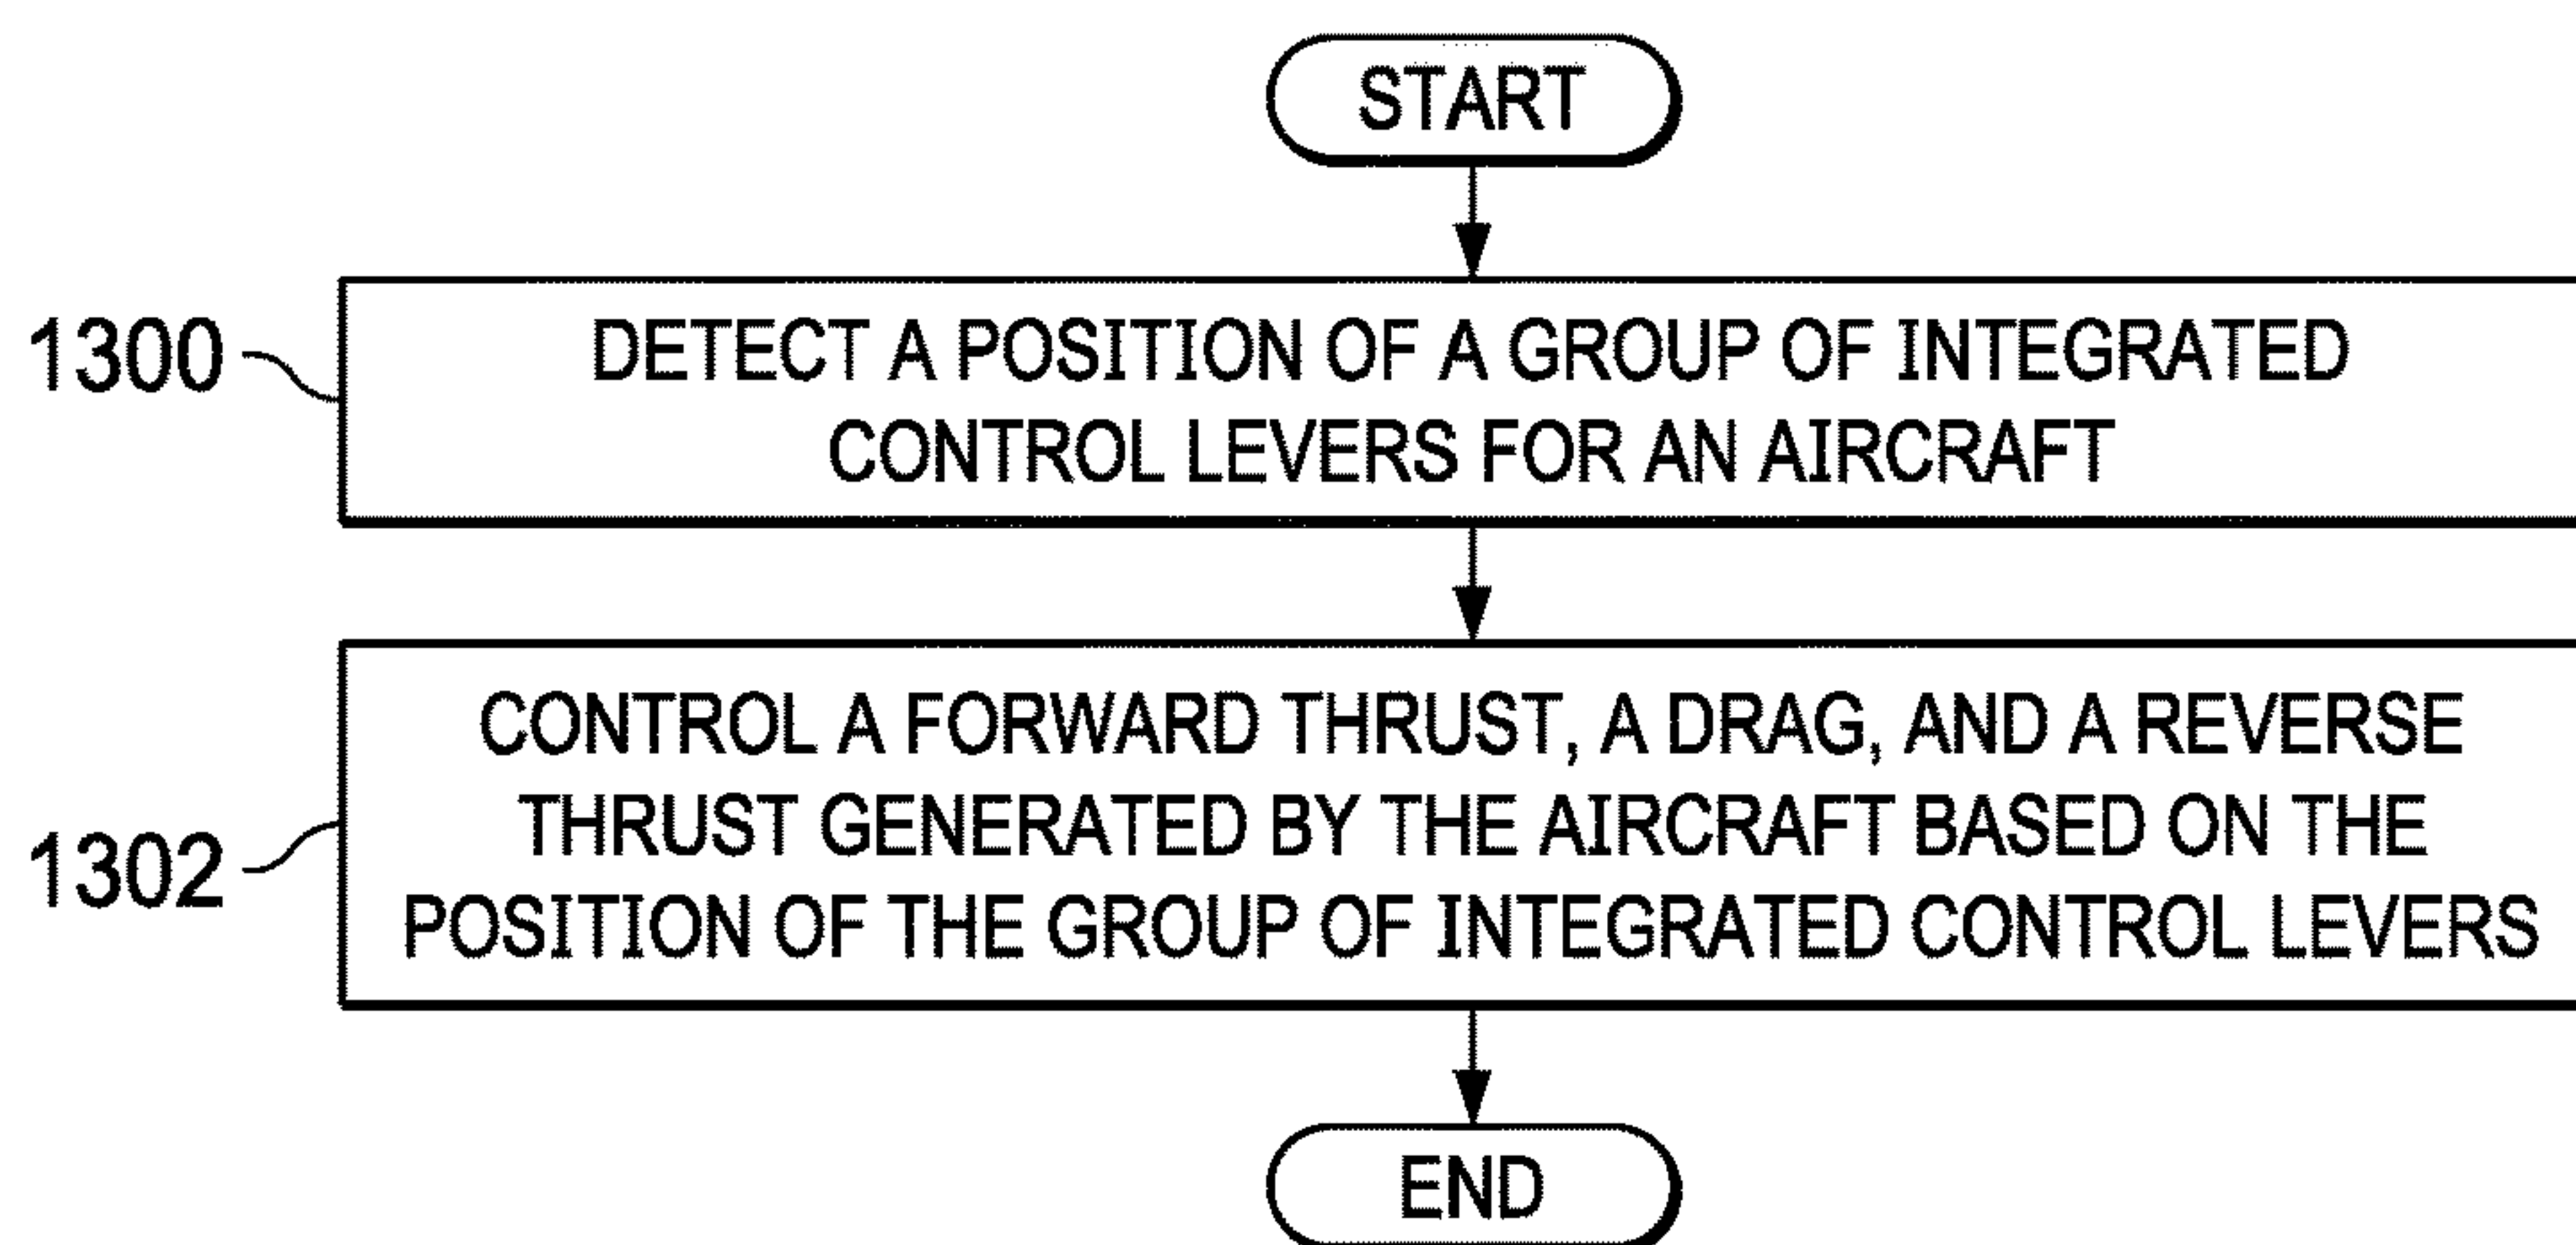 START
1300
DETECT A POSITION OF A GROUP OF INTEGRATED
CONTROL LEVERS FOR AN AIRCRAFT
1302
CONTROL A FORWARD THRUST, A DRAG, AND A REVERSE
THRUST GENERATED BY THE AIRCRAFT BASED ON THE
POSITION OF THE GROUP OF INTEGRATED CONTROL LEVERS
END